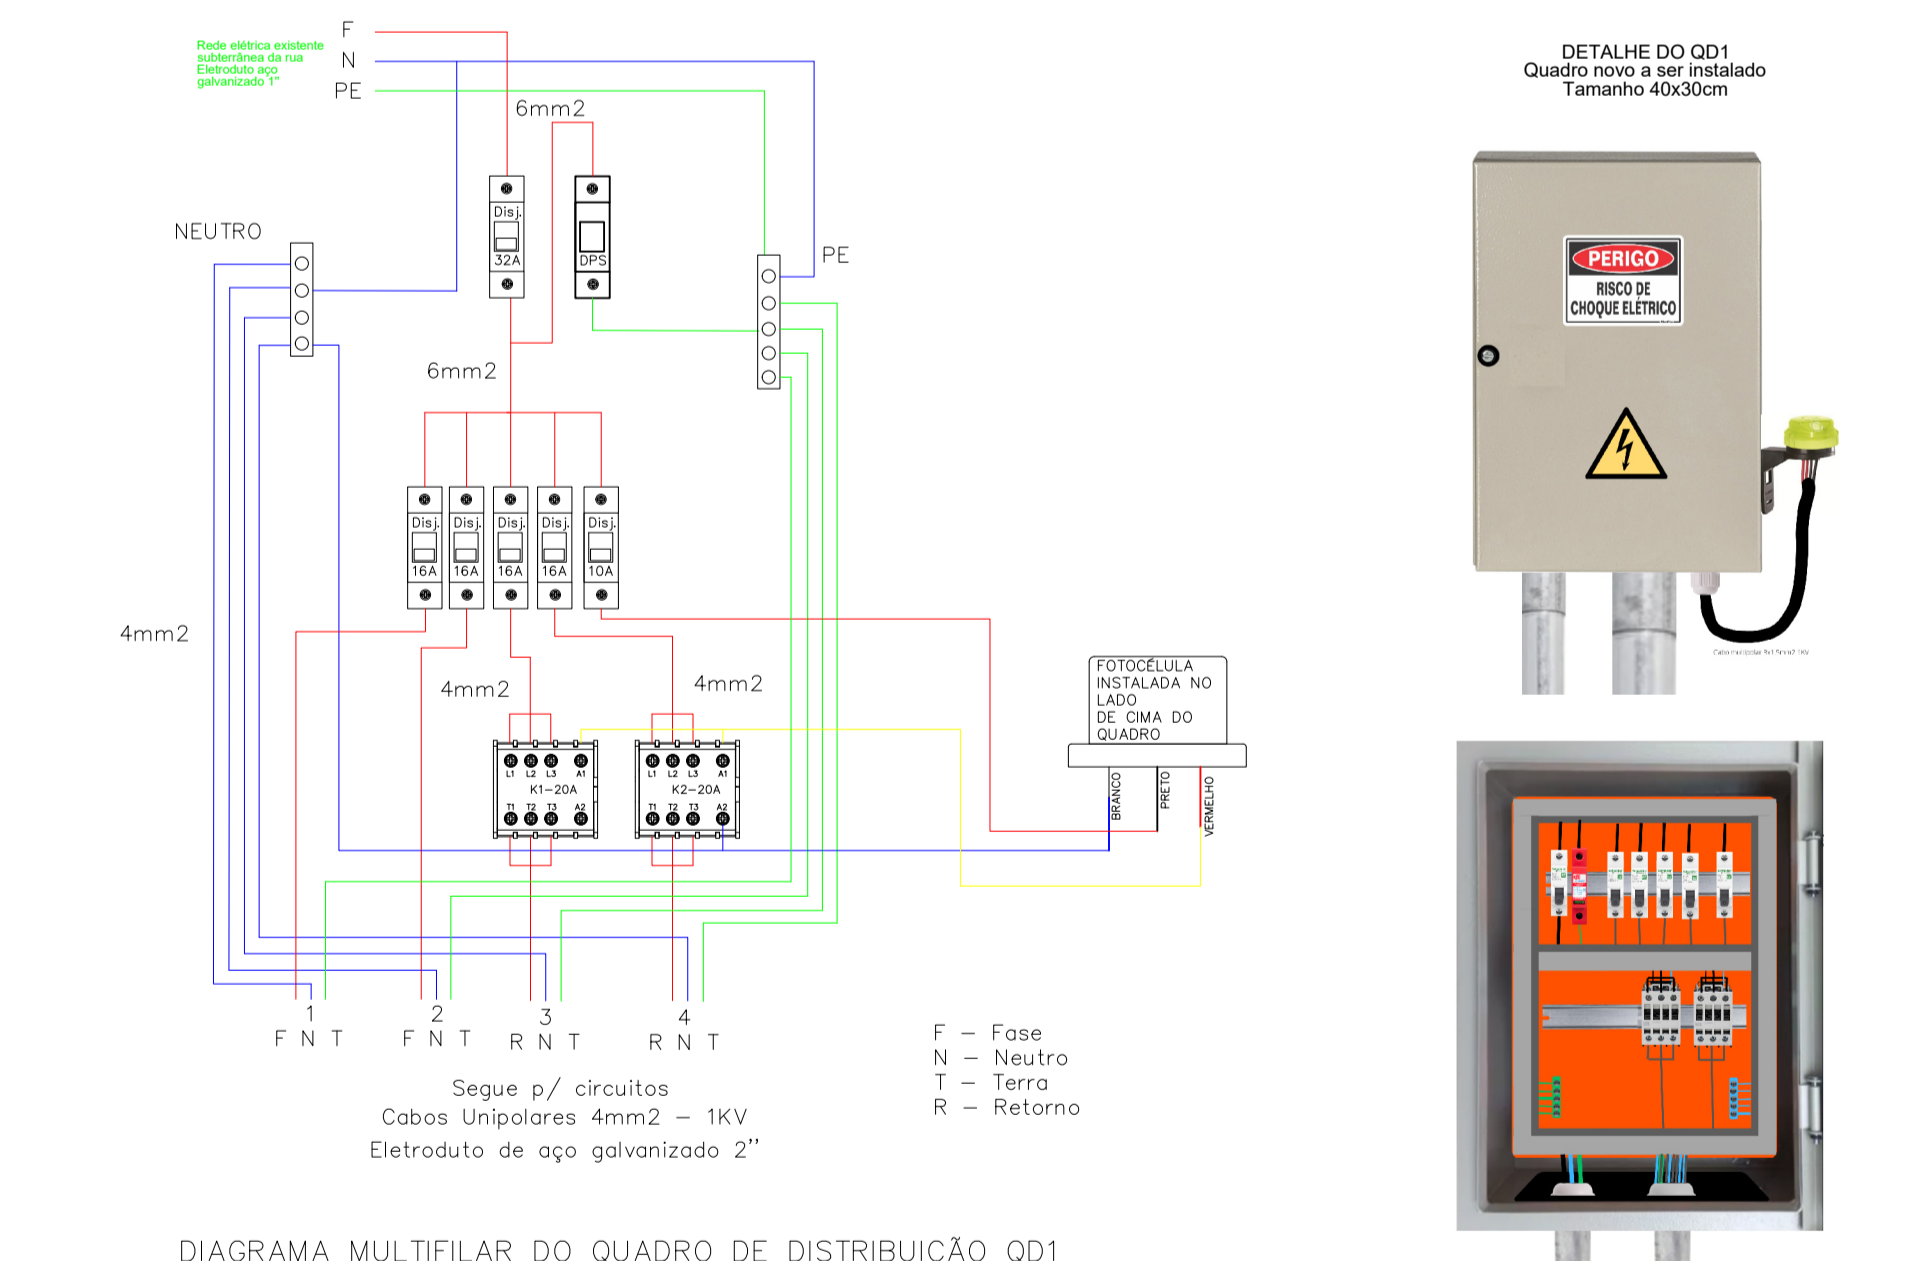 F
Rede elétrica existente
subterrânea da rua
Eletroduto aço
galvanizado 1"
N
PE
6mm2
DETALHE DO QD1
Quadro novo a ser instalado
Tamanho 40x30cm
NEUTRO
Disj.
32A
DPS
PE
PERIGO
RISCO DE
CHOQUE ELÉTRICO
6mm2
Disj. Disj. Disj. Disj. Disj.
16A 16A 16A 16A 10A
4mm2
4mm2
4mm2
FOTOCÉLULA
INSTALADA NO
LADO
DE CIMA DO
QUADRO
Cabo multipolar 3x1,5mm2 1KV
L1 L2 L3 A1
K1-20A
T1 T2 T3 A2
L1 L2 L3 A1
K2-20A
T1 T2 T3 A2
BRANCO
PRETO
VERMELHO
1
F N T
2
F N T
3
R N T
4
R N T
F - Fase
N - Neutro
T - Terra
R - Retorno
Segue p/ circuitos
Cabos Unipolares 4mm2 - 1KV
Eletroduto de aço galvanizado 2''
DIAGRAMA MULTIFILAR DO QUADRO DE DISTRIBUIÇÃO QD1